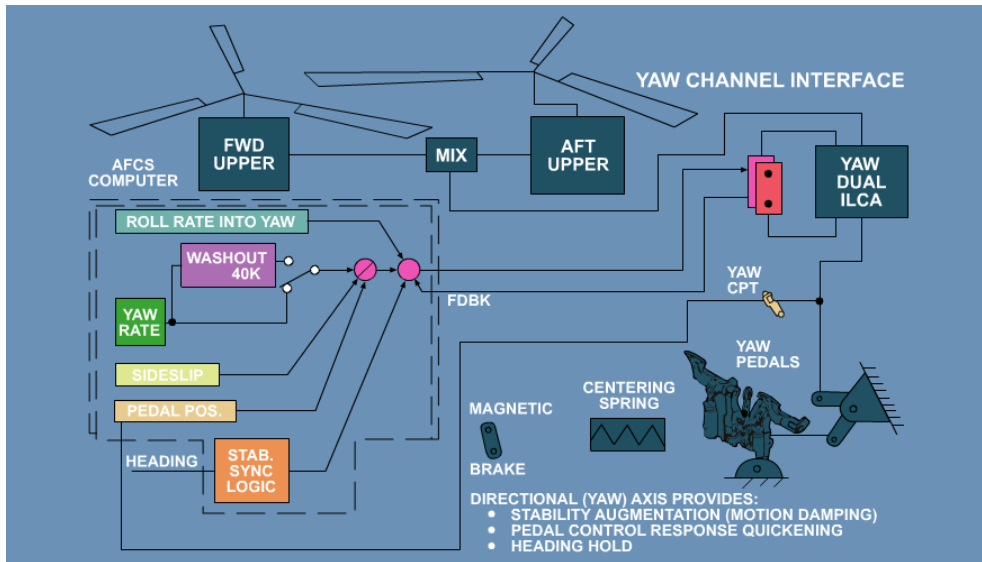 YAW CHANNEL INTERFACE
FWD
UPPER
MIX
AFT
UPPER
YAW
DUAL
ILCA
AFCS
COMPUTER
ROLL RATE INTO YAW
WASHOUT
40K
YAW
RATE
FDBK
YAW
CPT
SIDESLIP
YAW
PEDALS
PEDAL POS.
CENTERING
SPRING
MAGNETIC
BRAKE
HEADING
STAB.
SYNC
LOGIC
DIRECTIONAL (YAW) AXIS PROVIDES:
• STABILITY AUGMENTATION (MOTION DAMPING)
• PEDAL CONTROL RESPONSE QUICKENING
• HEADING HOLD